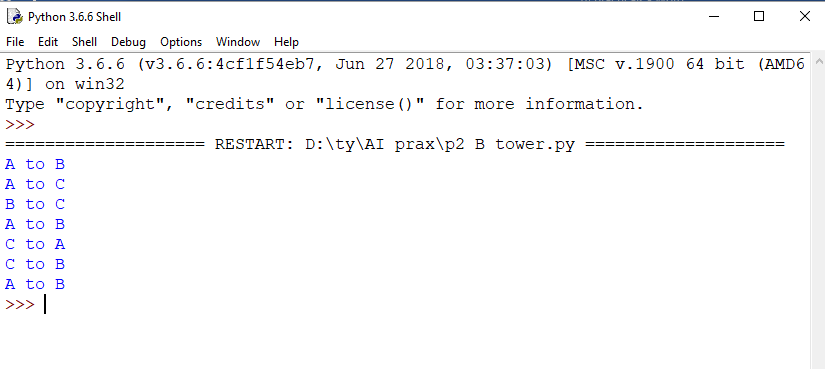 Python 3.6.6 Shell
File Edit Shell Debug Options Window Help
Python 3.6.6 (v3.6.6:4cf1f54eb7, Jun 27 2018, 03:37:03) [MSC v.1900 64 bit (AMD6
4)] on win32
Type "copyright", "credits" or "license()" for more information.
>>>
==================== RESTART: D:\ty\AI prax\p2 B tower.py ====================
A to B
A to C
B to C
A to B
C to A
C to B
A to B
>>>